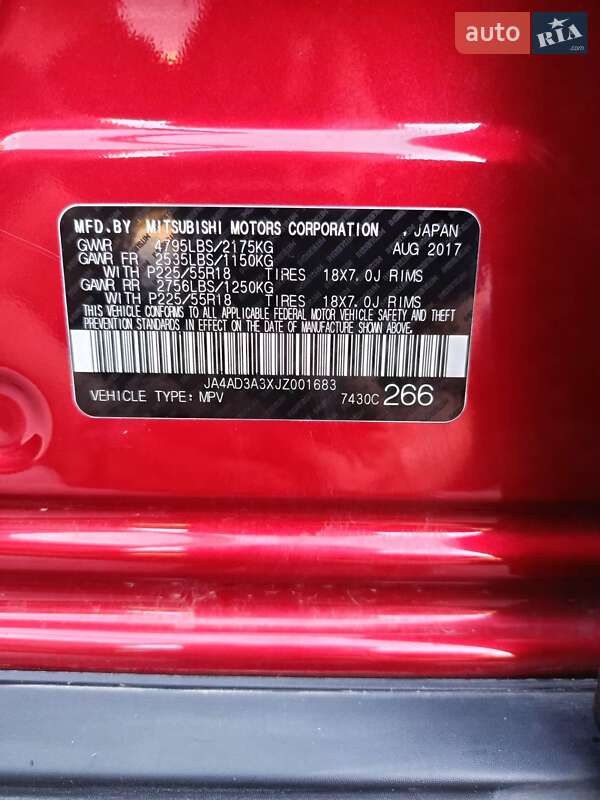 auto RIA.com
MFD.BY MITSUBISHI MOTORS CORPORATION , JAPAN
GVWR 4795LBS/2175KG AUG 2017
GAWR FR 2535LBS/1150KG
WITH P225/55R18 TIRES 18X7.0J RIMS
GAWR RR 2756LBS/1250KG
WITH P225/55R18 TIRES 18X7.0J RIMS
THIS VEHICLE CONFORMS TO ALL APPLICABLE FEDERAL MOTOR VEHICLE SAFETY AND THEFT
PREVENTION STANDARDS IN EFFECT ON THE DATE OF MANUFACTURE SHOWN ABOVE.
JA4AD3A3XJZ001683
VEHICLE TYPE: MPV 7430C 266